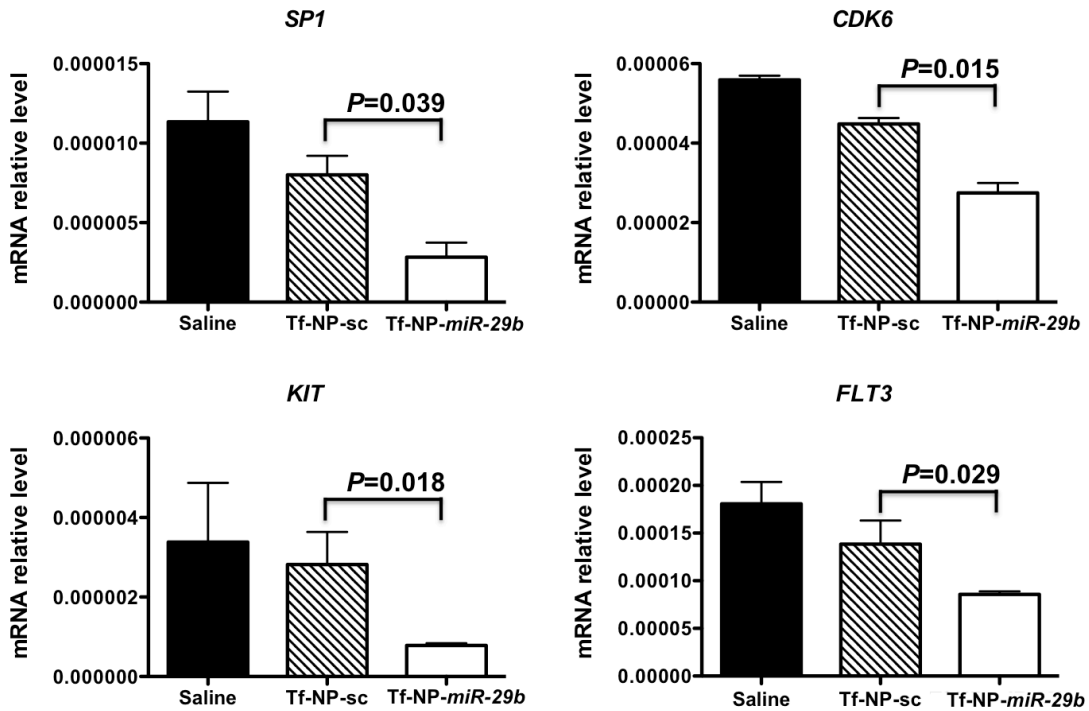 SP1
mRNA relative level
0.000015
0.000010
0.000005
0.000000
P=0.039
Saline Tf-NP-sc Tf-NP-miR-29b
CDK6
mRNA relative level
0.00006
0.00004
0.00002
0.00000
P=0.015
Saline Tf-NP-sc Tf-NP-miR-29b
KIT
mRNA relative level
0.000006
0.000004
0.000002
0.000000
P=0.018
Saline Tf-NP-sc Tf-NP-miR-29b
FLT3
mRNA relative level
0.00025
0.00020
0.00015
0.00010
0.00005
0.00000
P=0.029
Saline Tf-NP-sc Tf-NP-miR-29b